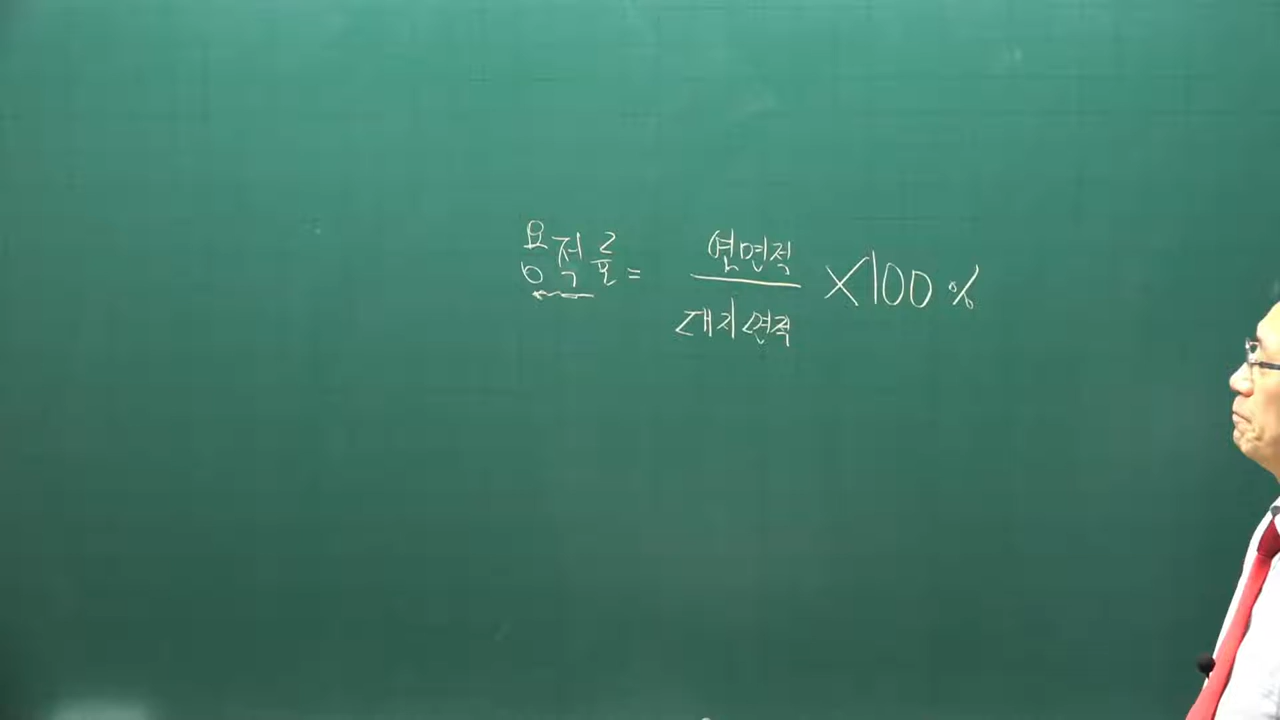 용적률 = 연면적 ×100 %
대지면적